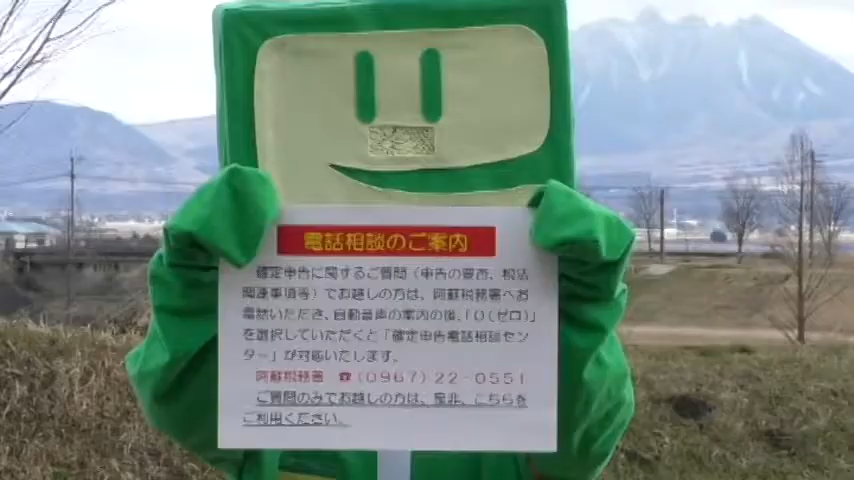 電話相談のご案内
確定申告に関するご質問（申告の要否、税法
関連事項等）でお越しの方は、阿蘇税務署へお
電話いただき、自動音声の案内の後、「0（ゼロ）」
を選択していただくと「確定申告電話相談セン
ター」が対応いたします。
阿蘇税務署 ☎（0967）22-0551
ご質問のみでお越しの方は、是非、こちらを
ご利用ください。